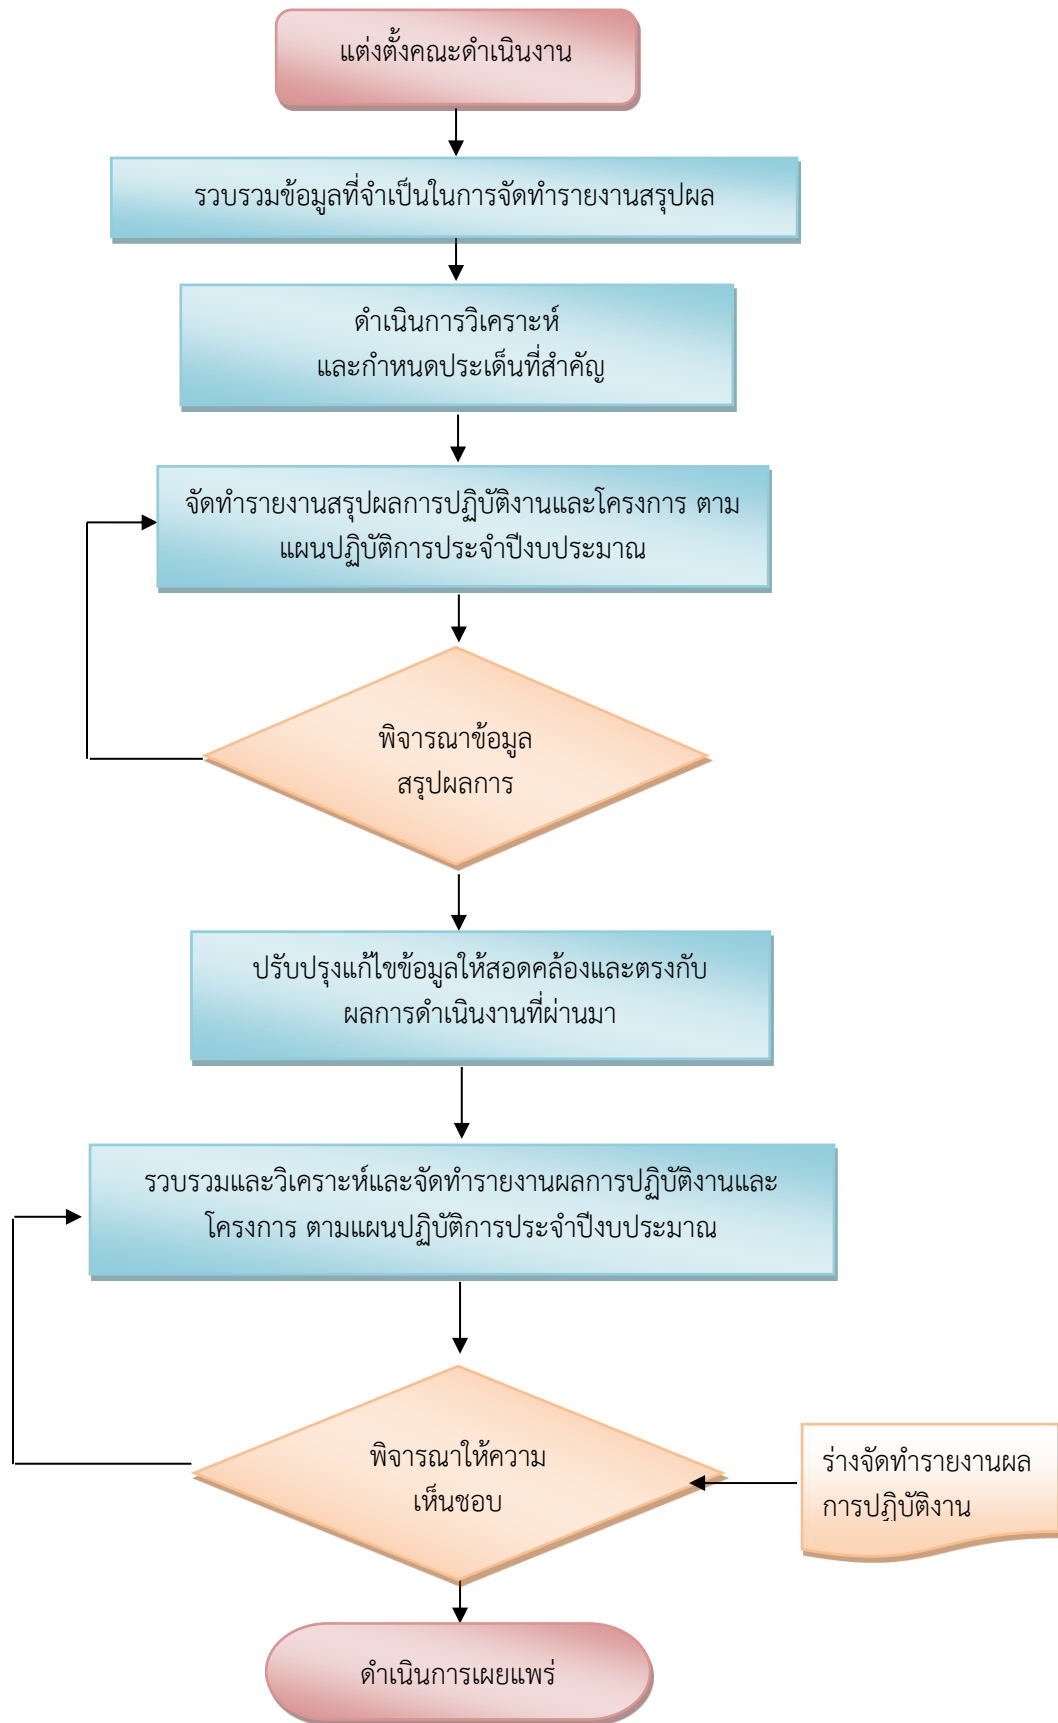 แต่งตั้งคณะดำเนินงาน
รวบรวมข้อมูลที่จำเป็นในการจัดทำรายงานสรุปผล
ดำเนินการวิเคราะห์
และกำหนดประเด็นที่สำคัญ
จัดทำรายงานสรุปผลการปฏิบัติงานและโครงการ ตาม
แผนปฏิบัติการประจำปีงบประมาณ
พิจารณาข้อมูล
สรุปผลการ
ปรับปรุงแก้ไขข้อมูลให้สอดคล้องและตรงกับ
ผลการดำเนินงานที่ผ่านมา
รวบรวมและวิเคราะห์และจัดทำรายงานผลการปฏิบัติงานและ
โครงการ ตามแผนปฏิบัติการประจำปีงบประมาณ
พิจารณาให้ความ
เห็นชอบ
ร่างจัดทำรายงานผล
การปฏิบัติงาน
ดำเนินการเผยแพร่